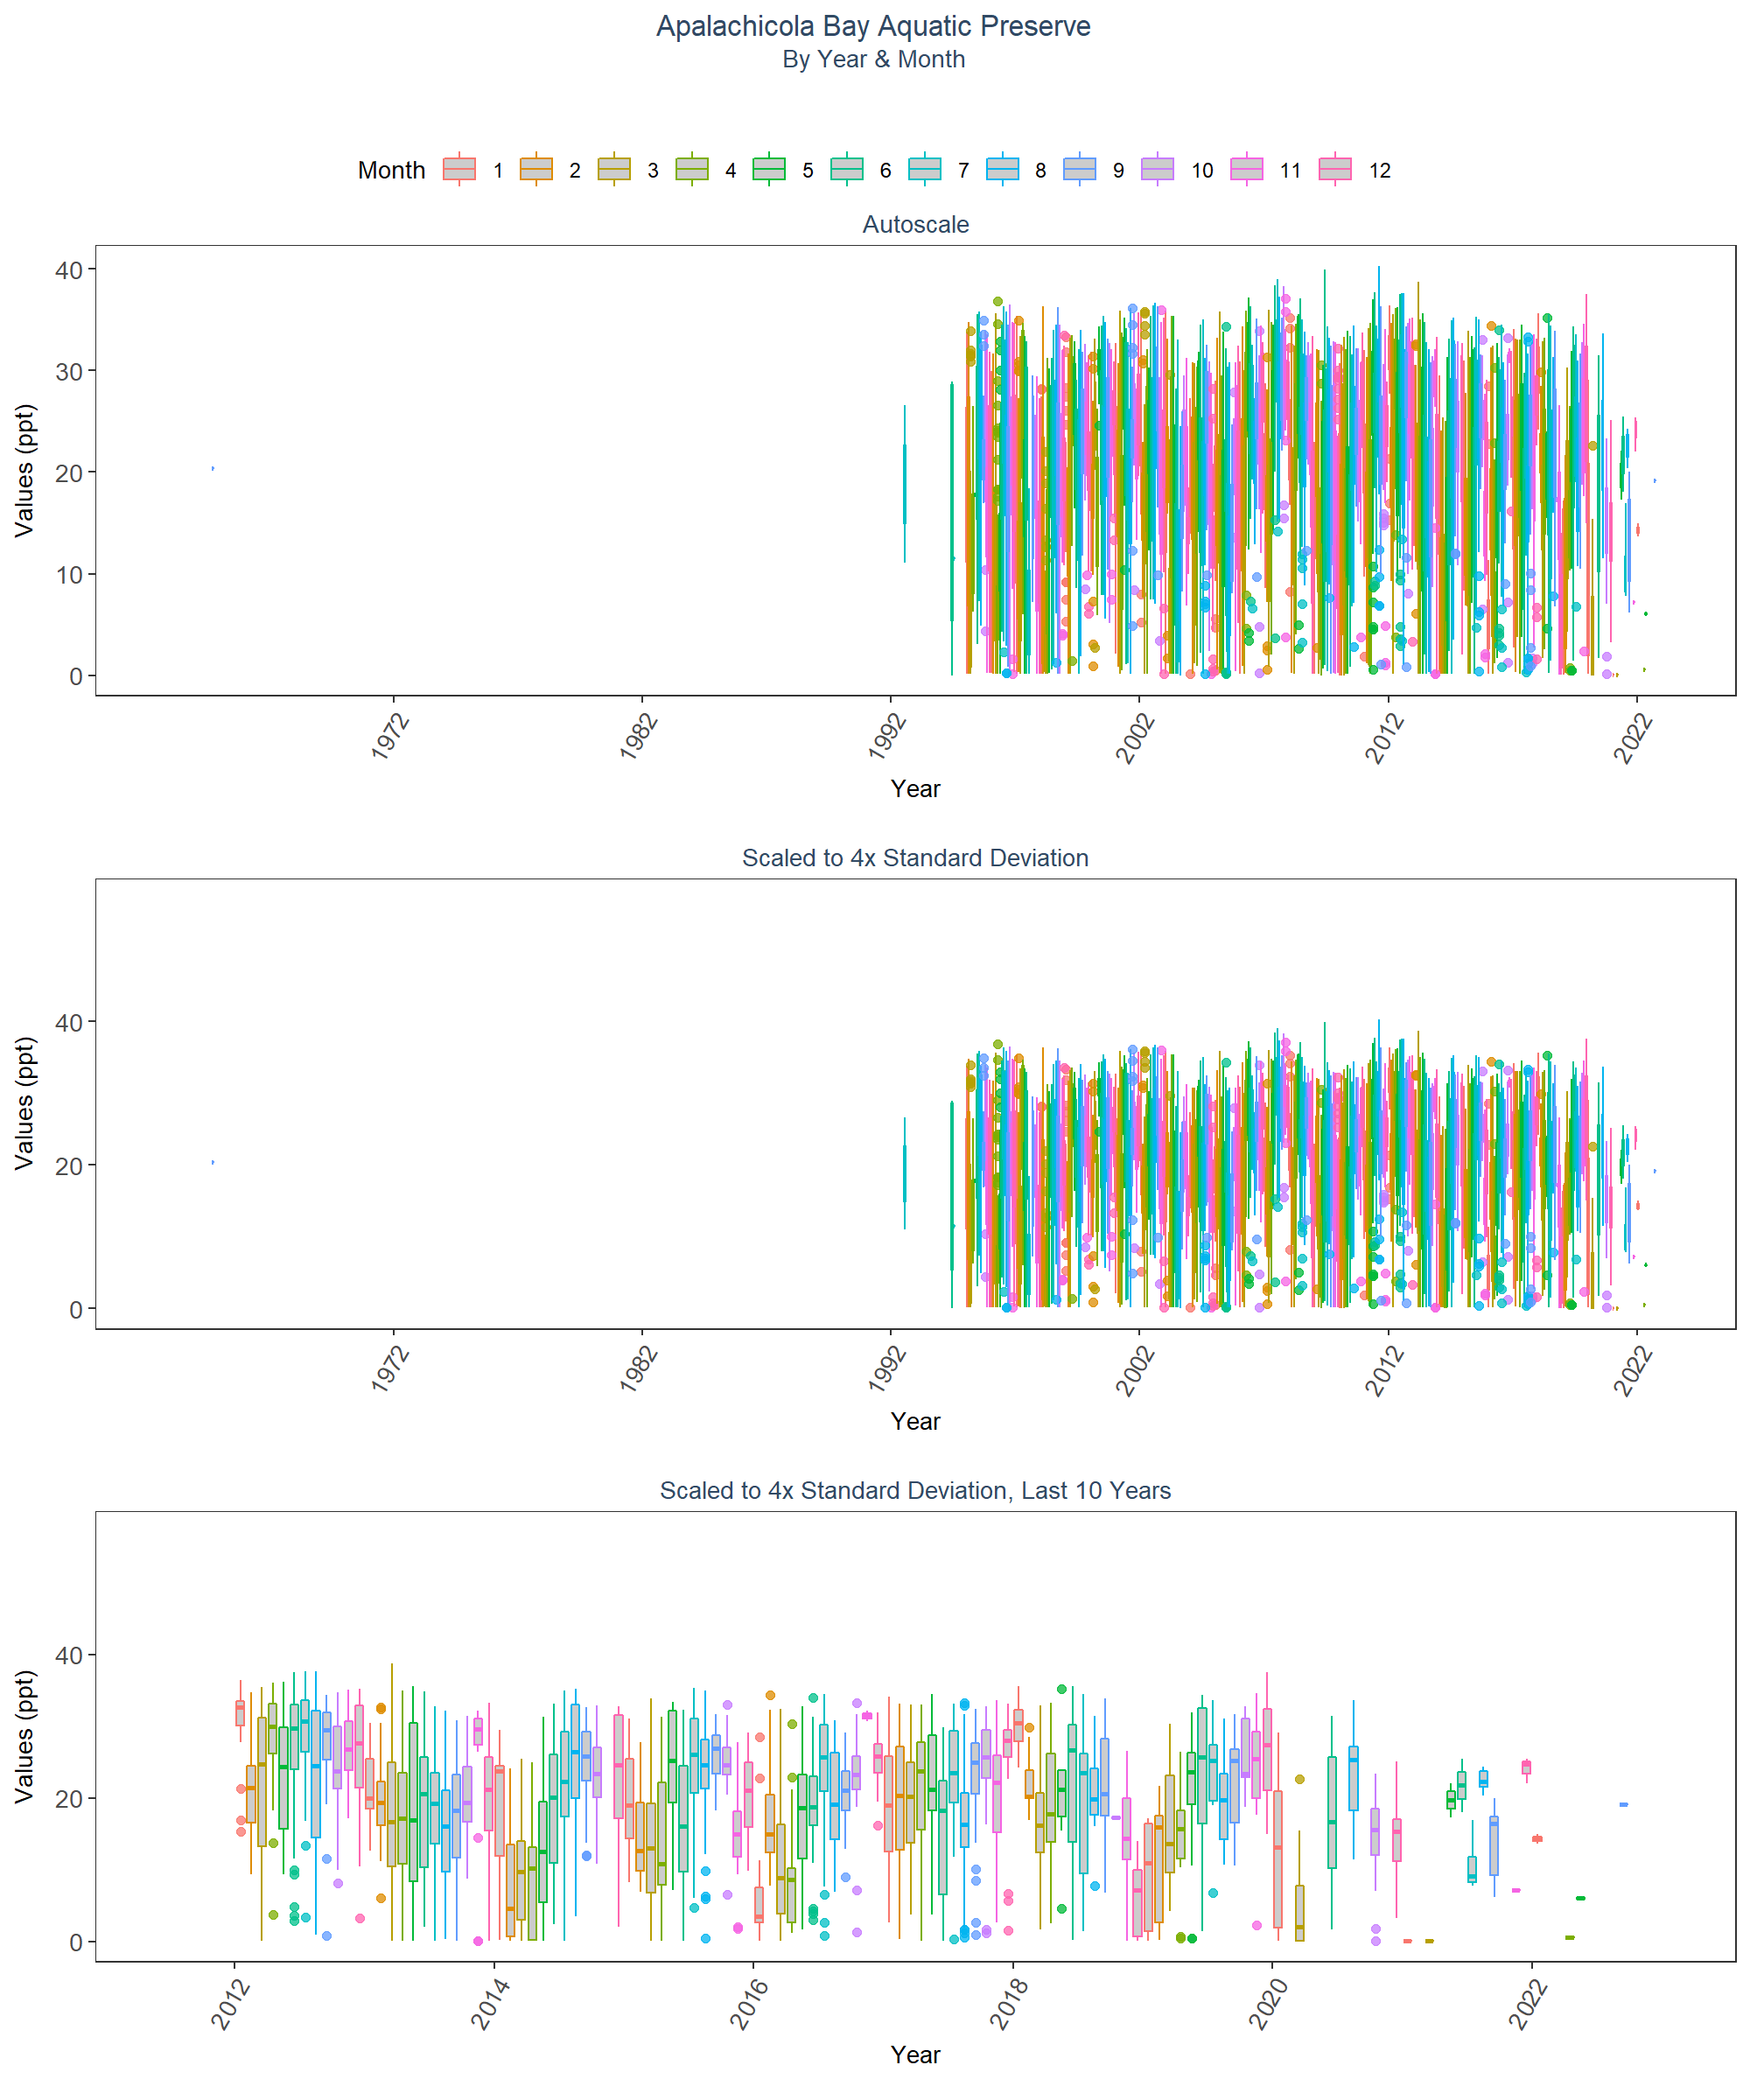 Apalachicola Bay Aquatic Preserve
By Year & Month
Month 1 2 3 4 5 6 7 8 9 10 11 12
Autoscale
Values (ppt)
40
30
20
10
0
1972 1982 1992 2002 2012 2022
Year
Scaled to 4x Standard Deviation
Values (ppt)
40
20
0
1972 1982 1992 2002 2012 2022
Year
Scaled to 4x Standard Deviation, Last 10 Years
Values (ppt)
40
20
0
2012 2014 2016 2018 2020 2022
Year